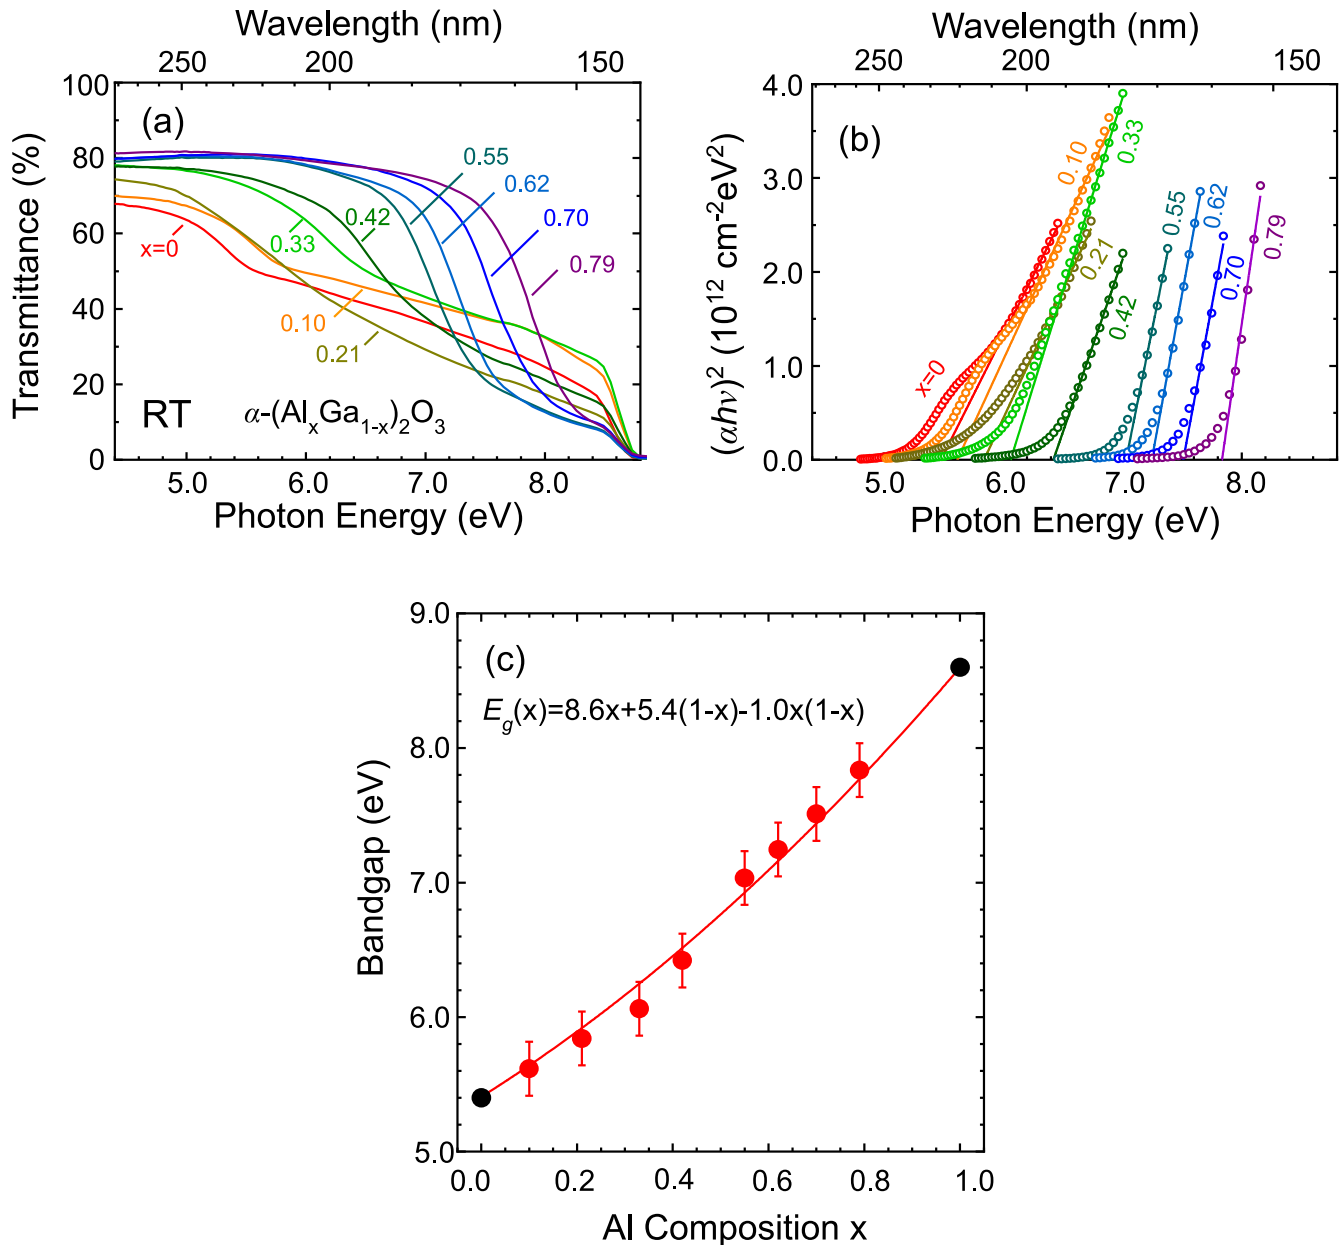 Wavelength (nm)
250 200 150
100
80
60
40
20
0
Transmittance (%)
(a)
0.55
0.62
0.70
0.79
0.42
0.33
x=0
0.10
0.21
RT α-(AlₓGa₁₋ₓ)₂O₃
5.0 6.0 7.0 8.0
Photon Energy (eV)
Wavelength (nm)
250 200 150
4.0
3.0
2.0
1.0
0.0
(αhν)² (10¹² cm⁻²eV²)
(b)
0.10
0.33
0.21
0.42
x=0
0.55
0.62
0.70
0.79
5.0 6.0 7.0 8.0
Photon Energy (eV)
9.0
8.0
7.0
6.0
5.0
Bandgap (eV)
(c)
E_g(x)=8.6x+5.4(1-x)-1.0x(1-x)
0.0 0.2 0.4 0.6 0.8 1.0
Al Composition x